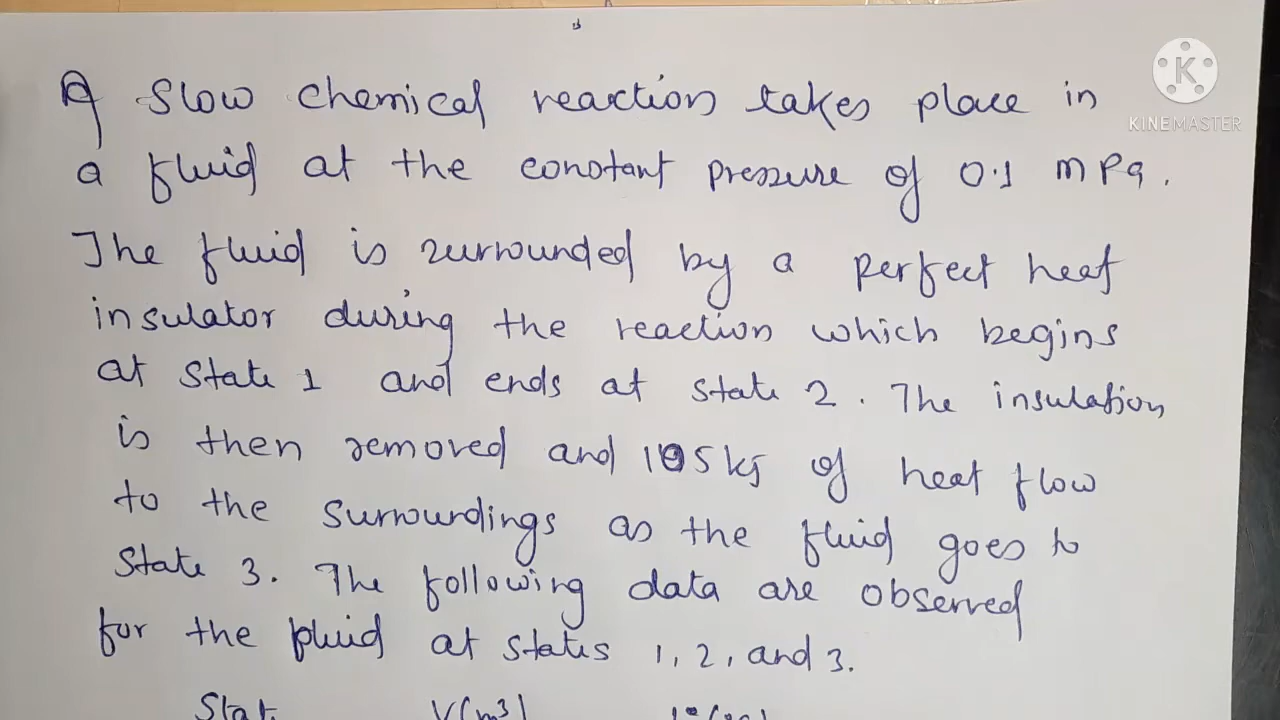 A slow chemical reaction takes place in
a fluid at the constant pressure of 0.1 MPa.
The fluid is surrounded by a perfect heat
insulator during the reaction which begins
at state 1 and ends at state 2. The insulation
is then removed and 105 kJ of heat flow
to the surroundings as the fluid goes to
state 3. The following data are observed
for the fluid at states 1, 2, and 3.
V(m3)
KINEMASTER